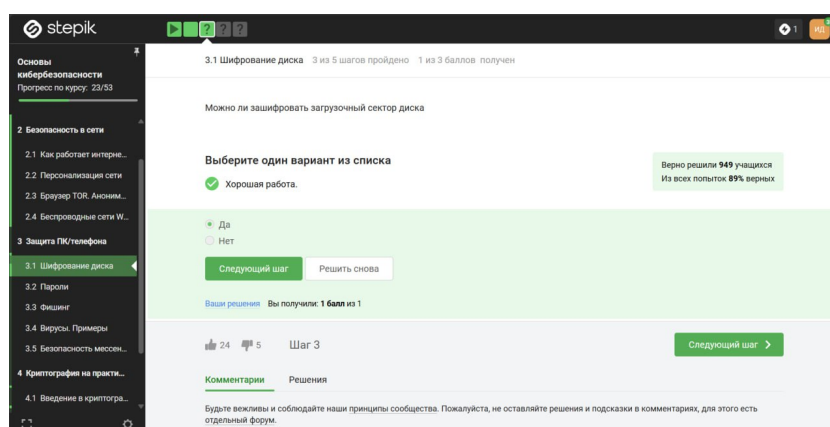 stepik
1
ИД
Основы
кибербезопасности
Прогресс по курсу: 23/53
2 Безопасность в сети
2.1 Как работает интерне...
2.2 Персонализация сети
2.3 Браузер TOR. Аноним...
2.4 Беспроводные сети W...
3 Защита ПК/телефона
3.1 Шифрование диска
3.2 Пароли
3.3 Фишинг
3.4 Вирусы. Примеры
3.5 Безопасность мессен...
4 Криптография на практи...
4.1 Введение в криптогра...
3.1 Шифрование диска 3 из 5 шагов пройдено 1 из 3 баллов получен
Можно ли зашифровать загрузочный сектор диска
Выберите один вариант из списка
Хорошая работа.
Верно решили 949 учащихся
Из всех попыток 89% верных
Да
Нет
Следующий шаг Решить снова
Ваши решения Вы получили: 1 балл из 1
24 5 Шаг 3
Следующий шаг
Комментарии Решения
Будьте вежливы и соблюдайте наши принципы сообщества. Пожалуйста, не оставляйте решения и подсказки в комментариях, для этого есть
отдельный форум.